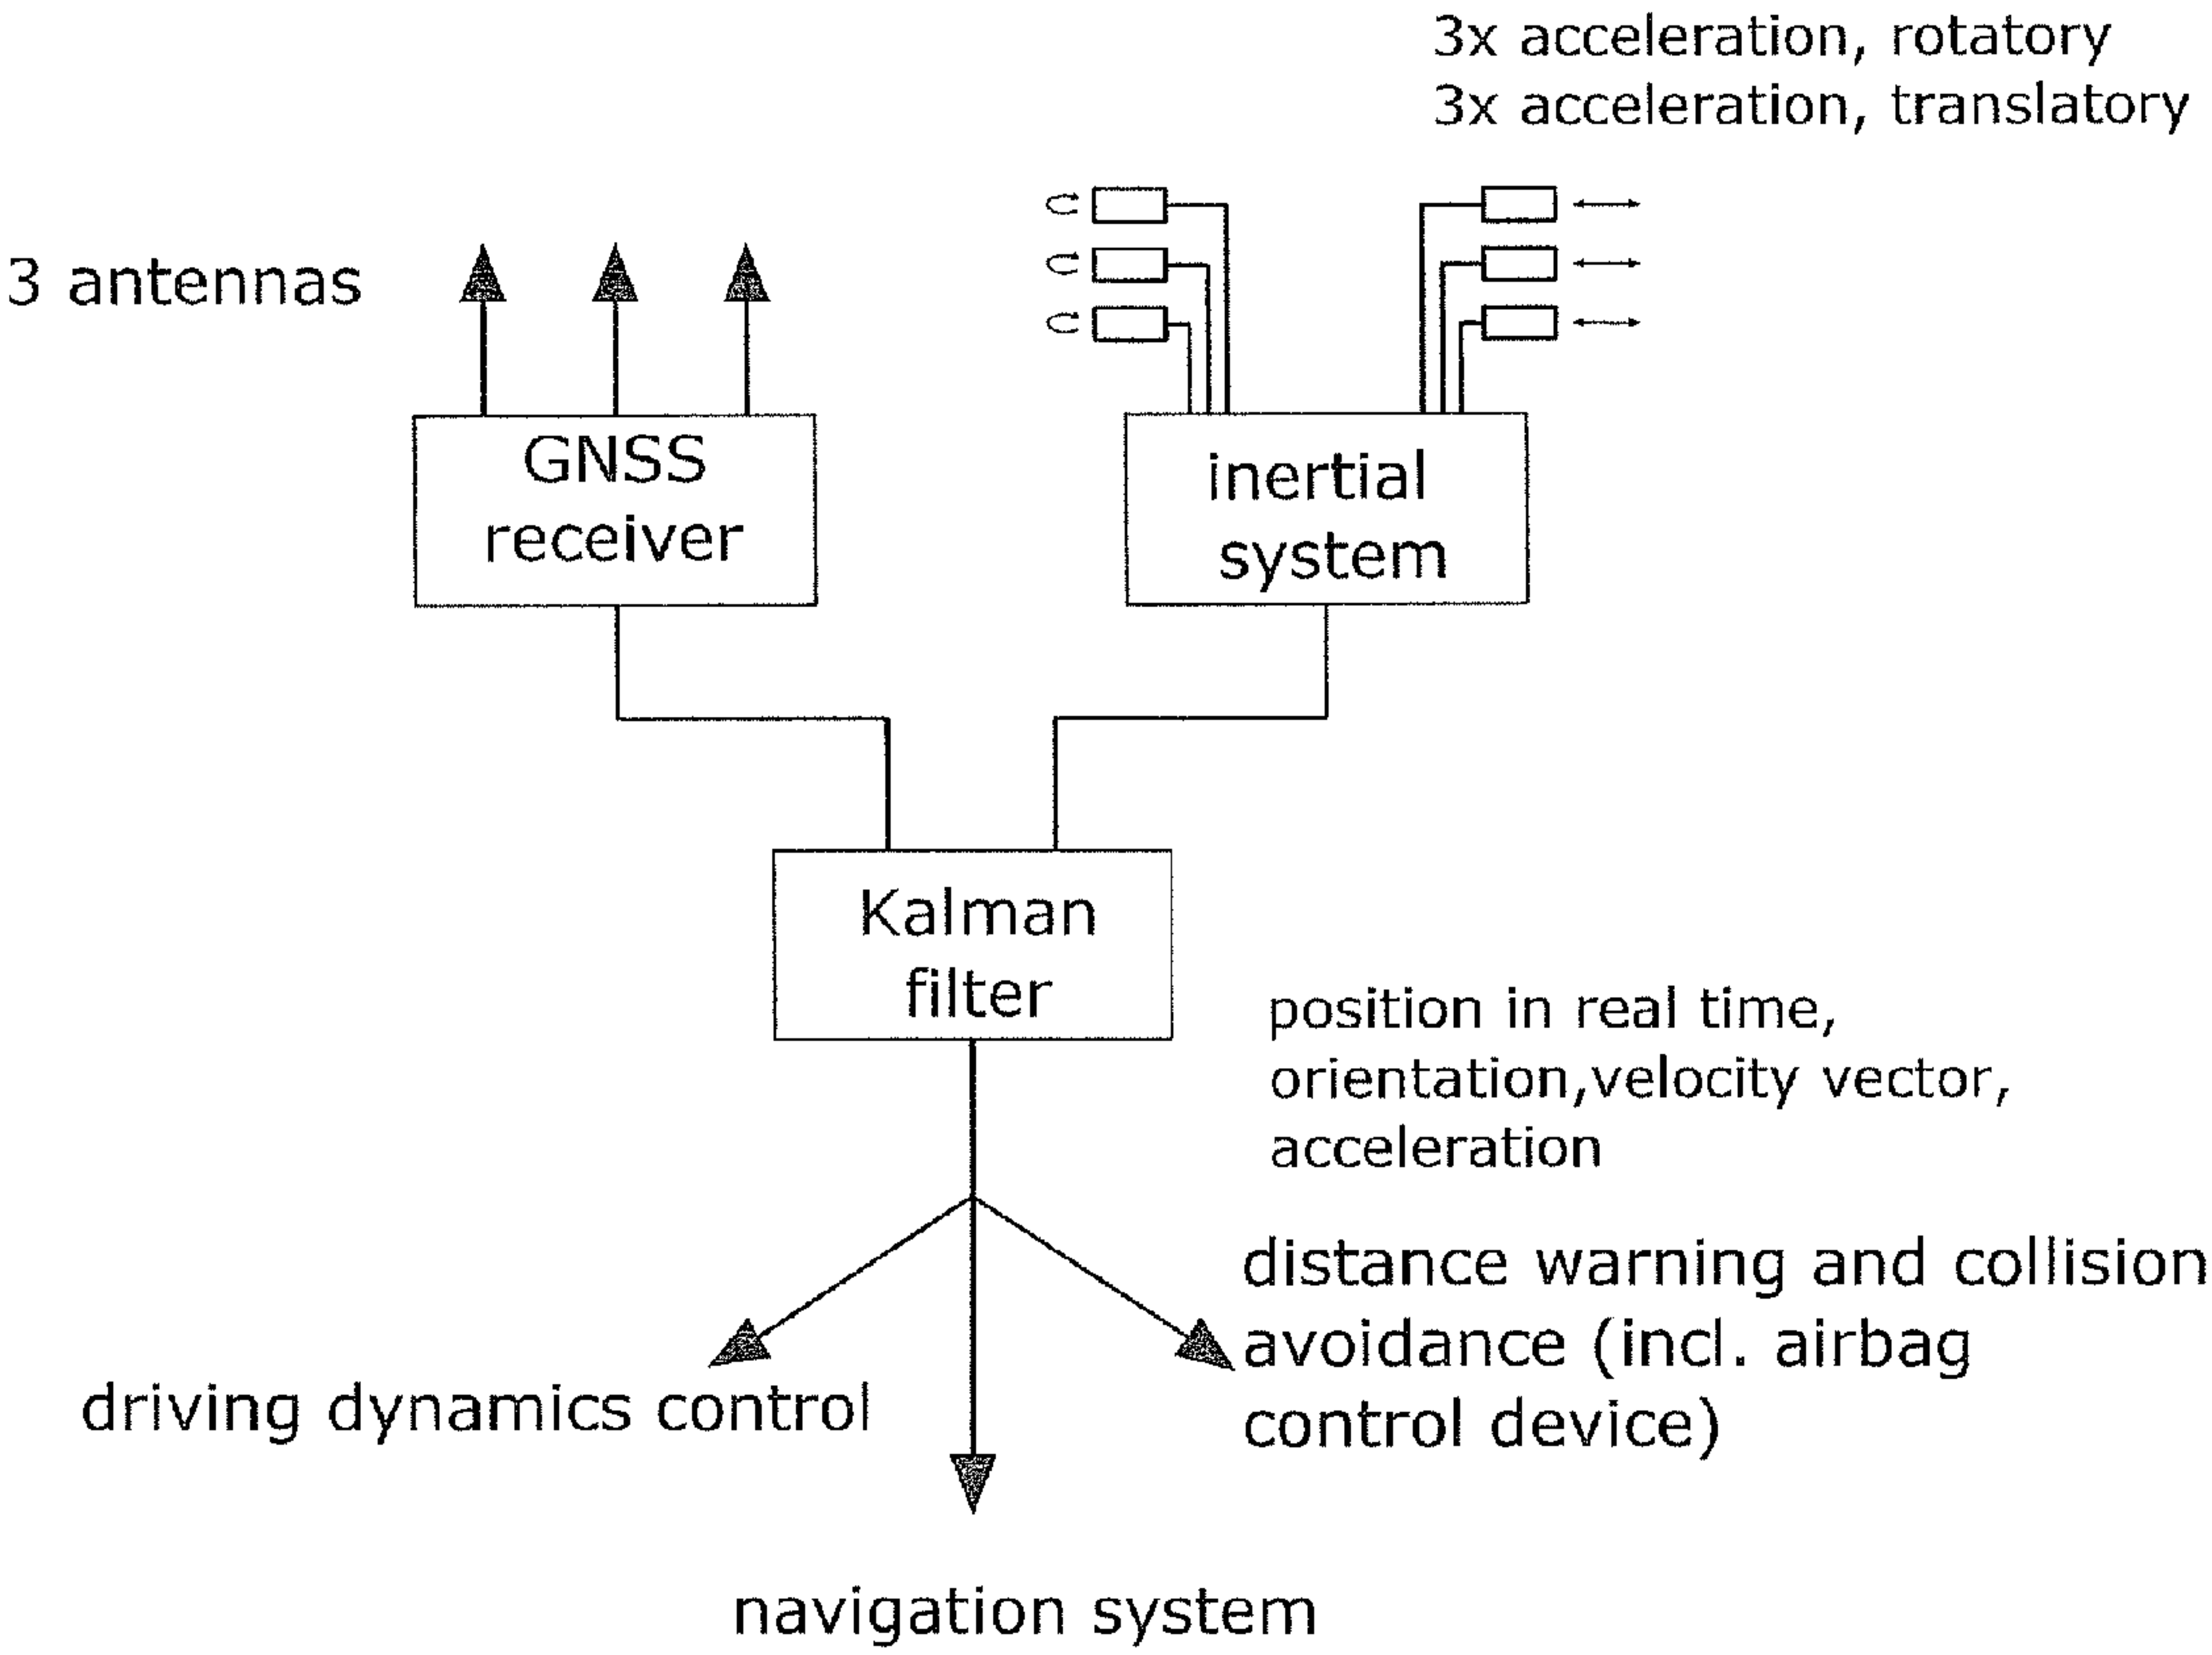 3x acceleration, rotatory
3x acceleration, translatory
3 antennas
GNSS
receiver
inertial
system
Kalman
filter
position in real time,
orientation,velocity vector,
acceleration
distance warning and collision
avoidance (incl. airbag
control device)
driving dynamics control
navigation system